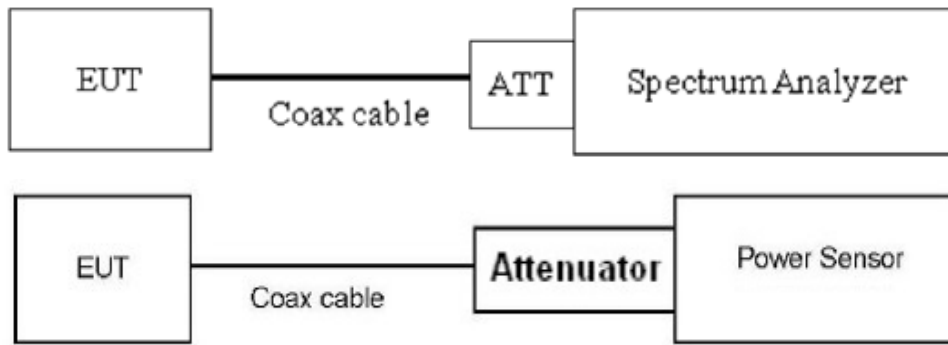 EUT
Coax cable
ATT
Spectrum Analyzer
EUT
Coax cable
Attenuator
Power Sensor